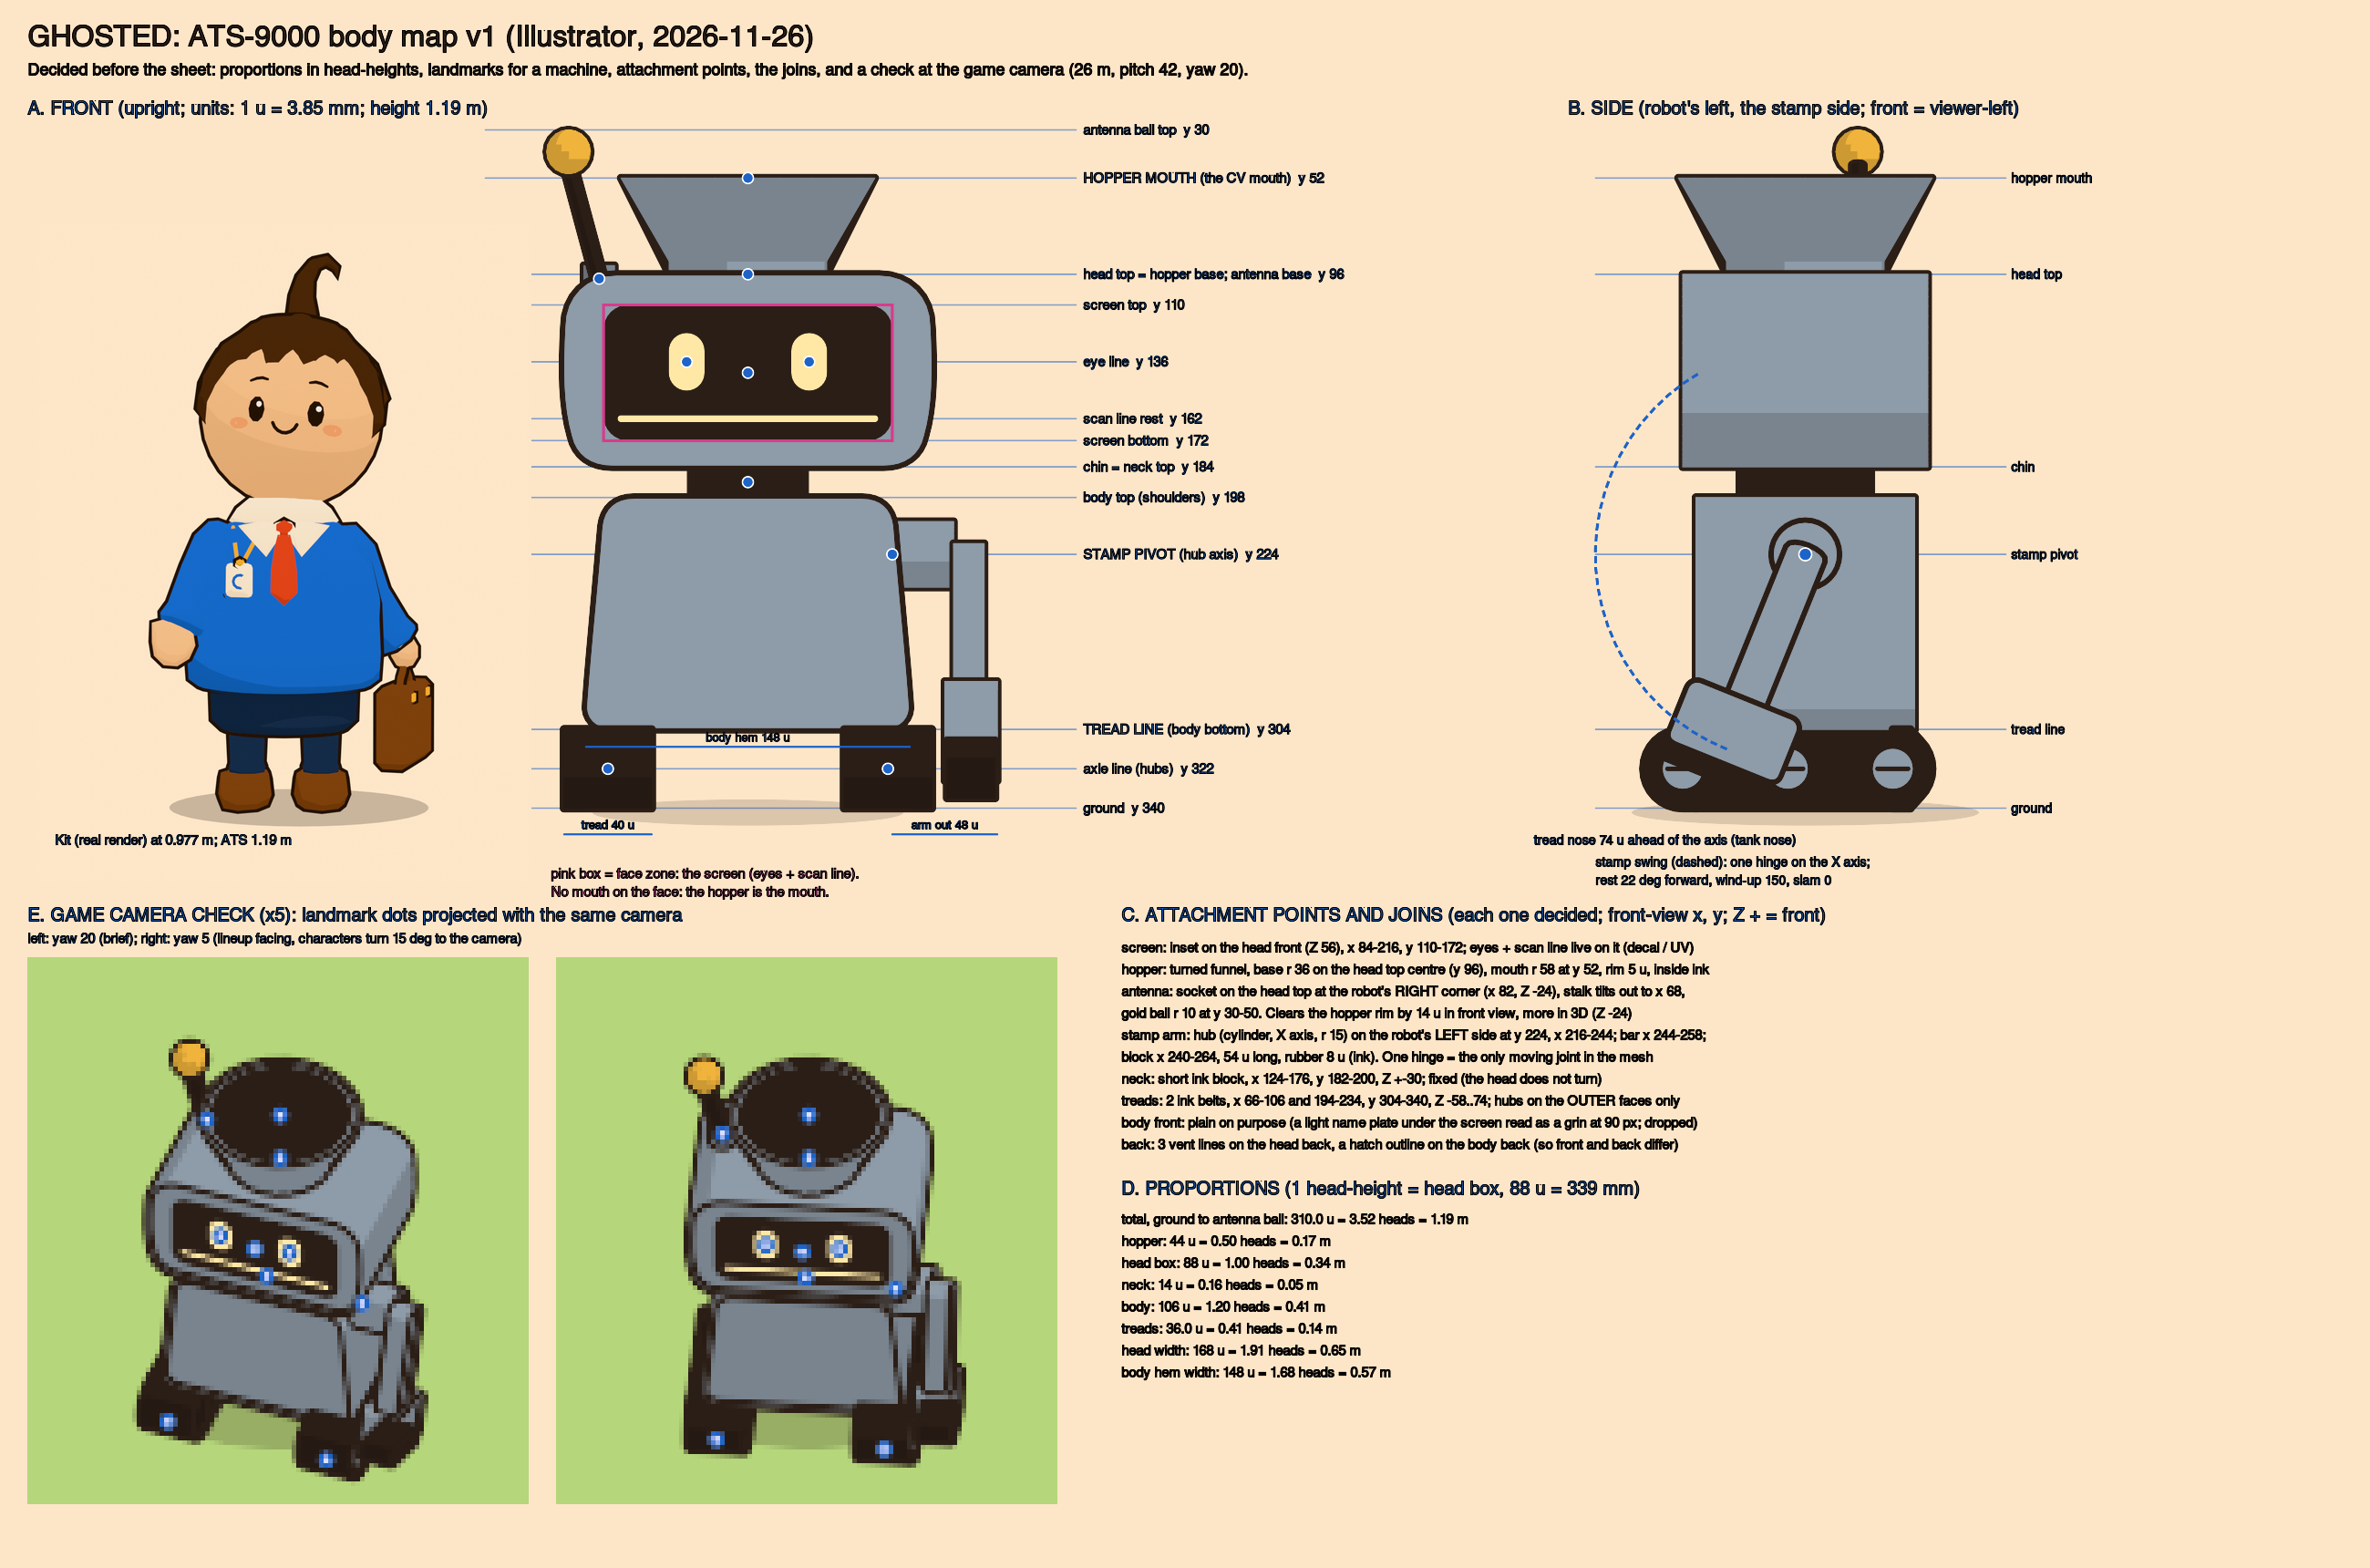 GHOSTED: ATS-9000 body map v1 (Illustrator, 2026-11-26)
Decided before the sheet: proportions in head-heights, landmarks for a machine, attachment points, the joins, and a check at the game camera (26 m, pitch 42, yaw 20).
A. FRONT (upright; units: 1 u = 3.85 mm; height 1.19 m)
antenna ball top y 30
HOPPER MOUTH (the CV mouth) y 52
head top = hopper base; antenna base y 96
screen top y 110
eye line y 136
scan line rest y 162
screen bottom y 172
chin = neck top y 184
body top (shoulders) y 198
STAMP PIVOT (hub axis) y 224
TREAD LINE (body bottom) y 304
body hem 148 u
axle line (hubs) y 322
ground y 340
tread 40 u
arm out 48 u
Kit (real render) at 0.977 m; ATS 1.19 m
pink box = face zone: the screen (eyes + scan line).
No mouth on the face: the hopper is the mouth.
B. SIDE (robot's left, the stamp side; front = viewer-left)
hopper mouth
head top
chin
stamp pivot
tread line
ground
tread nose 74 u ahead of the axis (tank nose)
stamp swing (dashed): one hinge on the X axis;
rest 22 deg forward, wind-up 150, slam 0
E. GAME CAMERA CHECK (x5): landmark dots projected with the same camera
left: yaw 20 (brief); right: yaw 5 (lineup facing, characters turn 15 deg to the camera)
C. ATTACHMENT POINTS AND JOINS (each one decided; front-view x, y; Z + = front)
screen: inset on the head front (Z 56), x 84-216, y 110-172; eyes + scan line live on it (decal / UV)
hopper: turned funnel, base r 36 on the head top centre (y 96), mouth r 58 at y 52, rim 5 u, inside ink
antenna: socket on the head top at the robot's RIGHT corner (x 82, Z -24), stalk tilts out to x 68,
gold ball r 10 at y 30-50. Clears the hopper rim by 14 u in front view, more in 3D (Z -24)
stamp arm: hub (cylinder, X axis, r 15) on the robot's LEFT side at y 224, x 216-244; bar x 244-258;
block x 240-264, 54 u long, rubber 8 u (ink). One hinge = the only moving joint in the mesh
neck: short ink block, x 124-176, y 182-200, Z +-30; fixed (the head does not turn)
treads: 2 ink belts, x 66-106 and 194-234, y 304-340, Z -58..74; hubs on the OUTER faces only
body front: plain on purpose (a light name plate under the screen read as a grin at 90 px; dropped)
back: 3 vent lines on the head back, a hatch outline on the body back (so front and back differ)
D. PROPORTIONS (1 head-height = head box, 88 u = 339 mm)
total, ground to antenna ball: 310.0 u = 3.52 heads = 1.19 m
hopper: 44 u = 0.50 heads = 0.17 m
head box: 88 u = 1.00 heads = 0.34 m
neck: 14 u = 0.16 heads = 0.05 m
body: 106 u = 1.20 heads = 0.41 m
treads: 36.0 u = 0.41 heads = 0.14 m
head width: 168 u = 1.91 heads = 0.65 m
body hem width: 148 u = 1.68 heads = 0.57 m